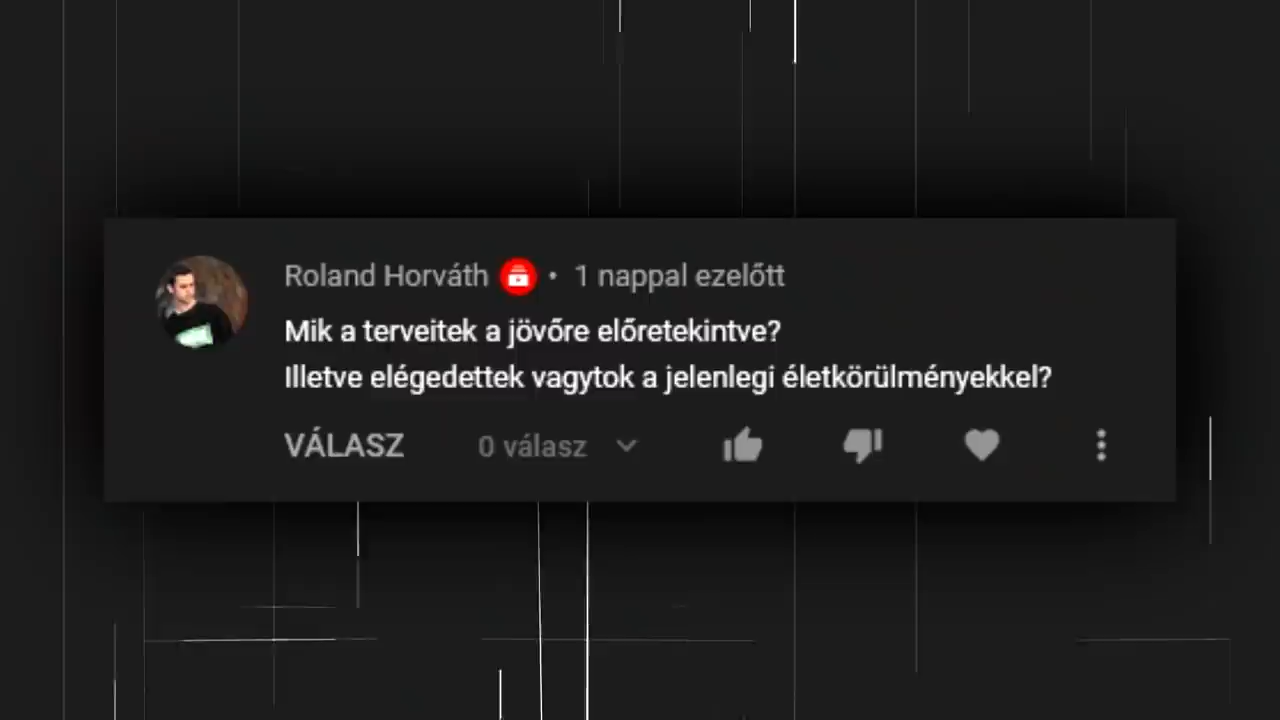 Roland Horváth • 1 nappal ezelőtt
Mik a terveitek a jövőre előretekintve?
Illetve elégedettek vagytok a jelenlegi életkörülményekkel?
VÁLASZ 0 válasz